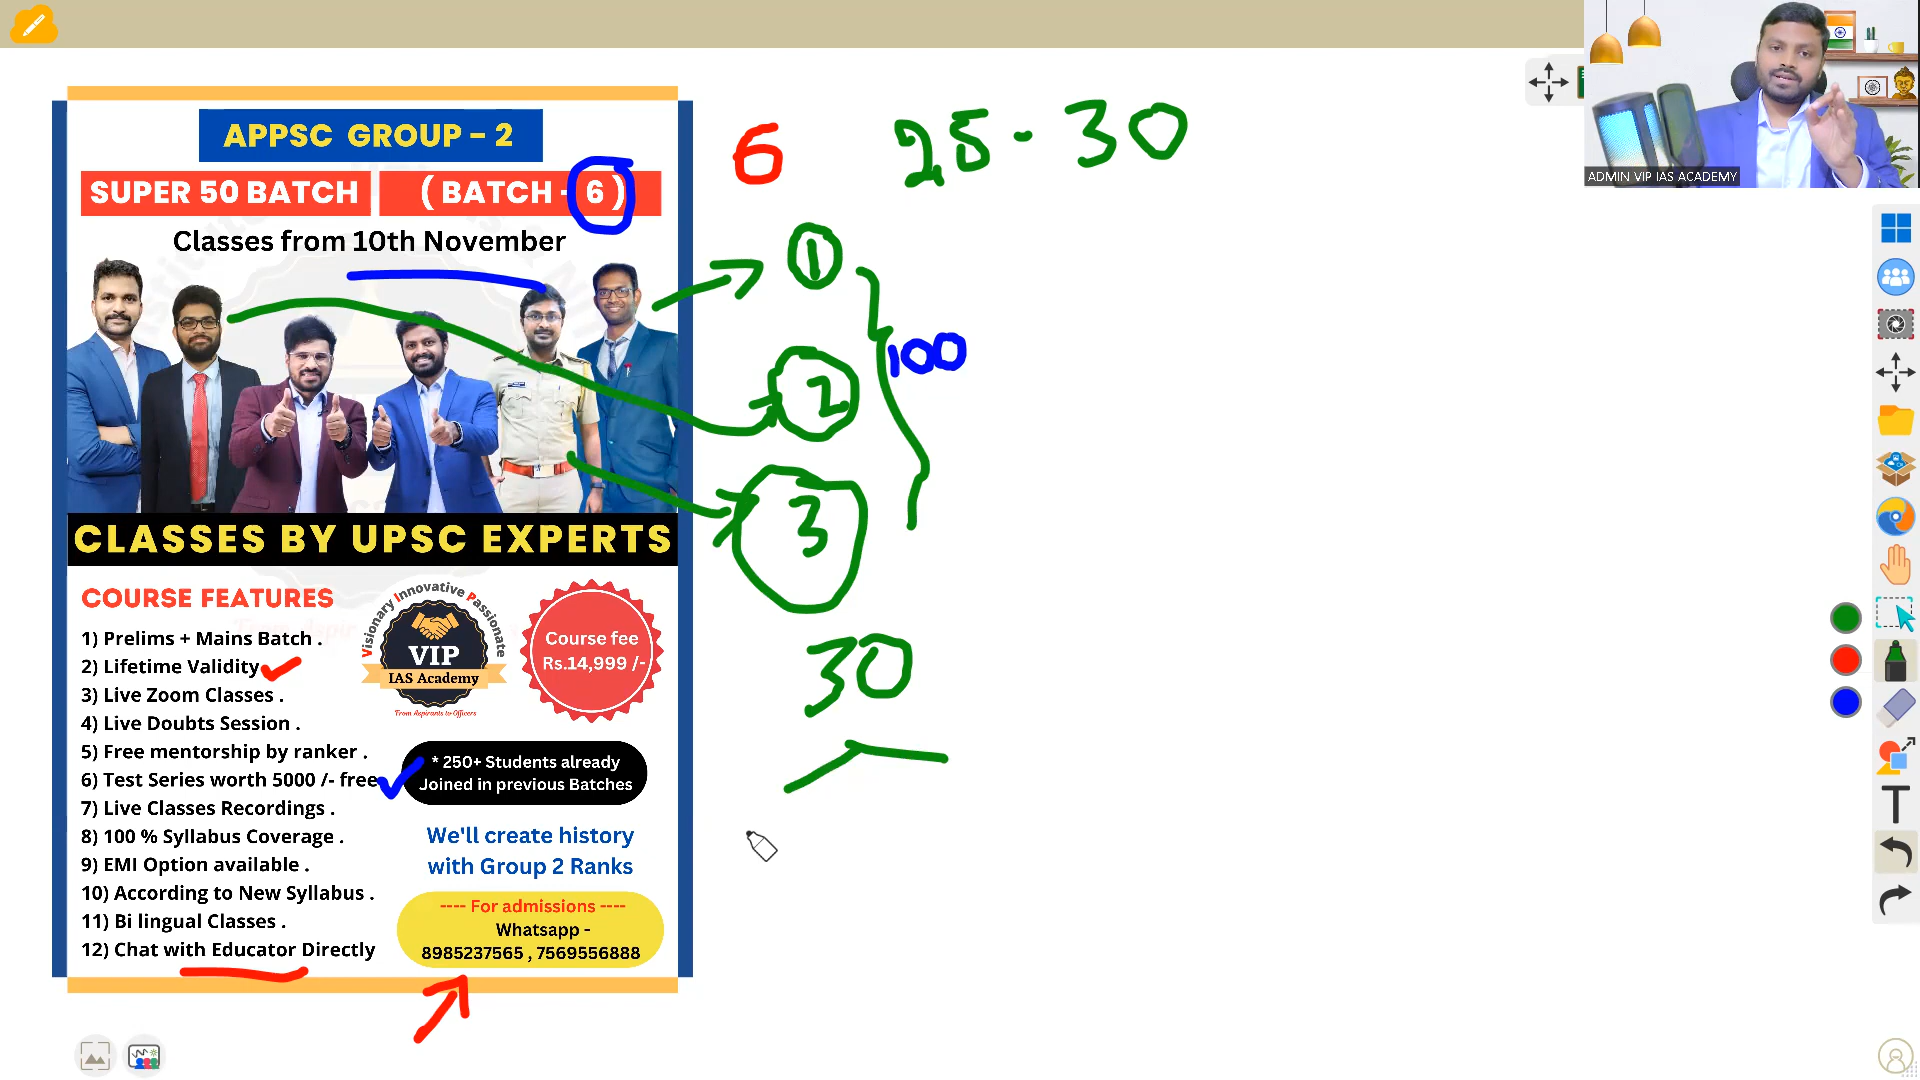 ADMIN VIP IAS ACADEMY
APPSC GROUP - 2
SUPER 50 BATCH ( BATCH - 6 )
Classes from 10th November
CLASSES BY UPSC EXPERTS
COURSE FEATURES
1) Prelims + Mains Batch .
2) Lifetime Validity
3) Live Zoom Classes .
4) Live Doubts Session .
5) Free mentorship by ranker .
6) Test Series worth 5000 /- free
7) Live Classes Recordings .
8) 100 % Syllabus Coverage .
9) EMI Option available .
10) According to New Syllabus .
11) Bi lingual Classes .
12) Chat with Educator Directly
Visionary Innovative Passionate
VIP
IAS Academy
From Aspirants to Officers
Course fee
Rs.14,999 /-
* 250+ Students already
Joined in previous Batches
We'll create history
with Group 2 Ranks
---- For admissions ----
Whatsapp -
8985237565 , 7569556888
6 25 - 30
1
2
100
3
30
T